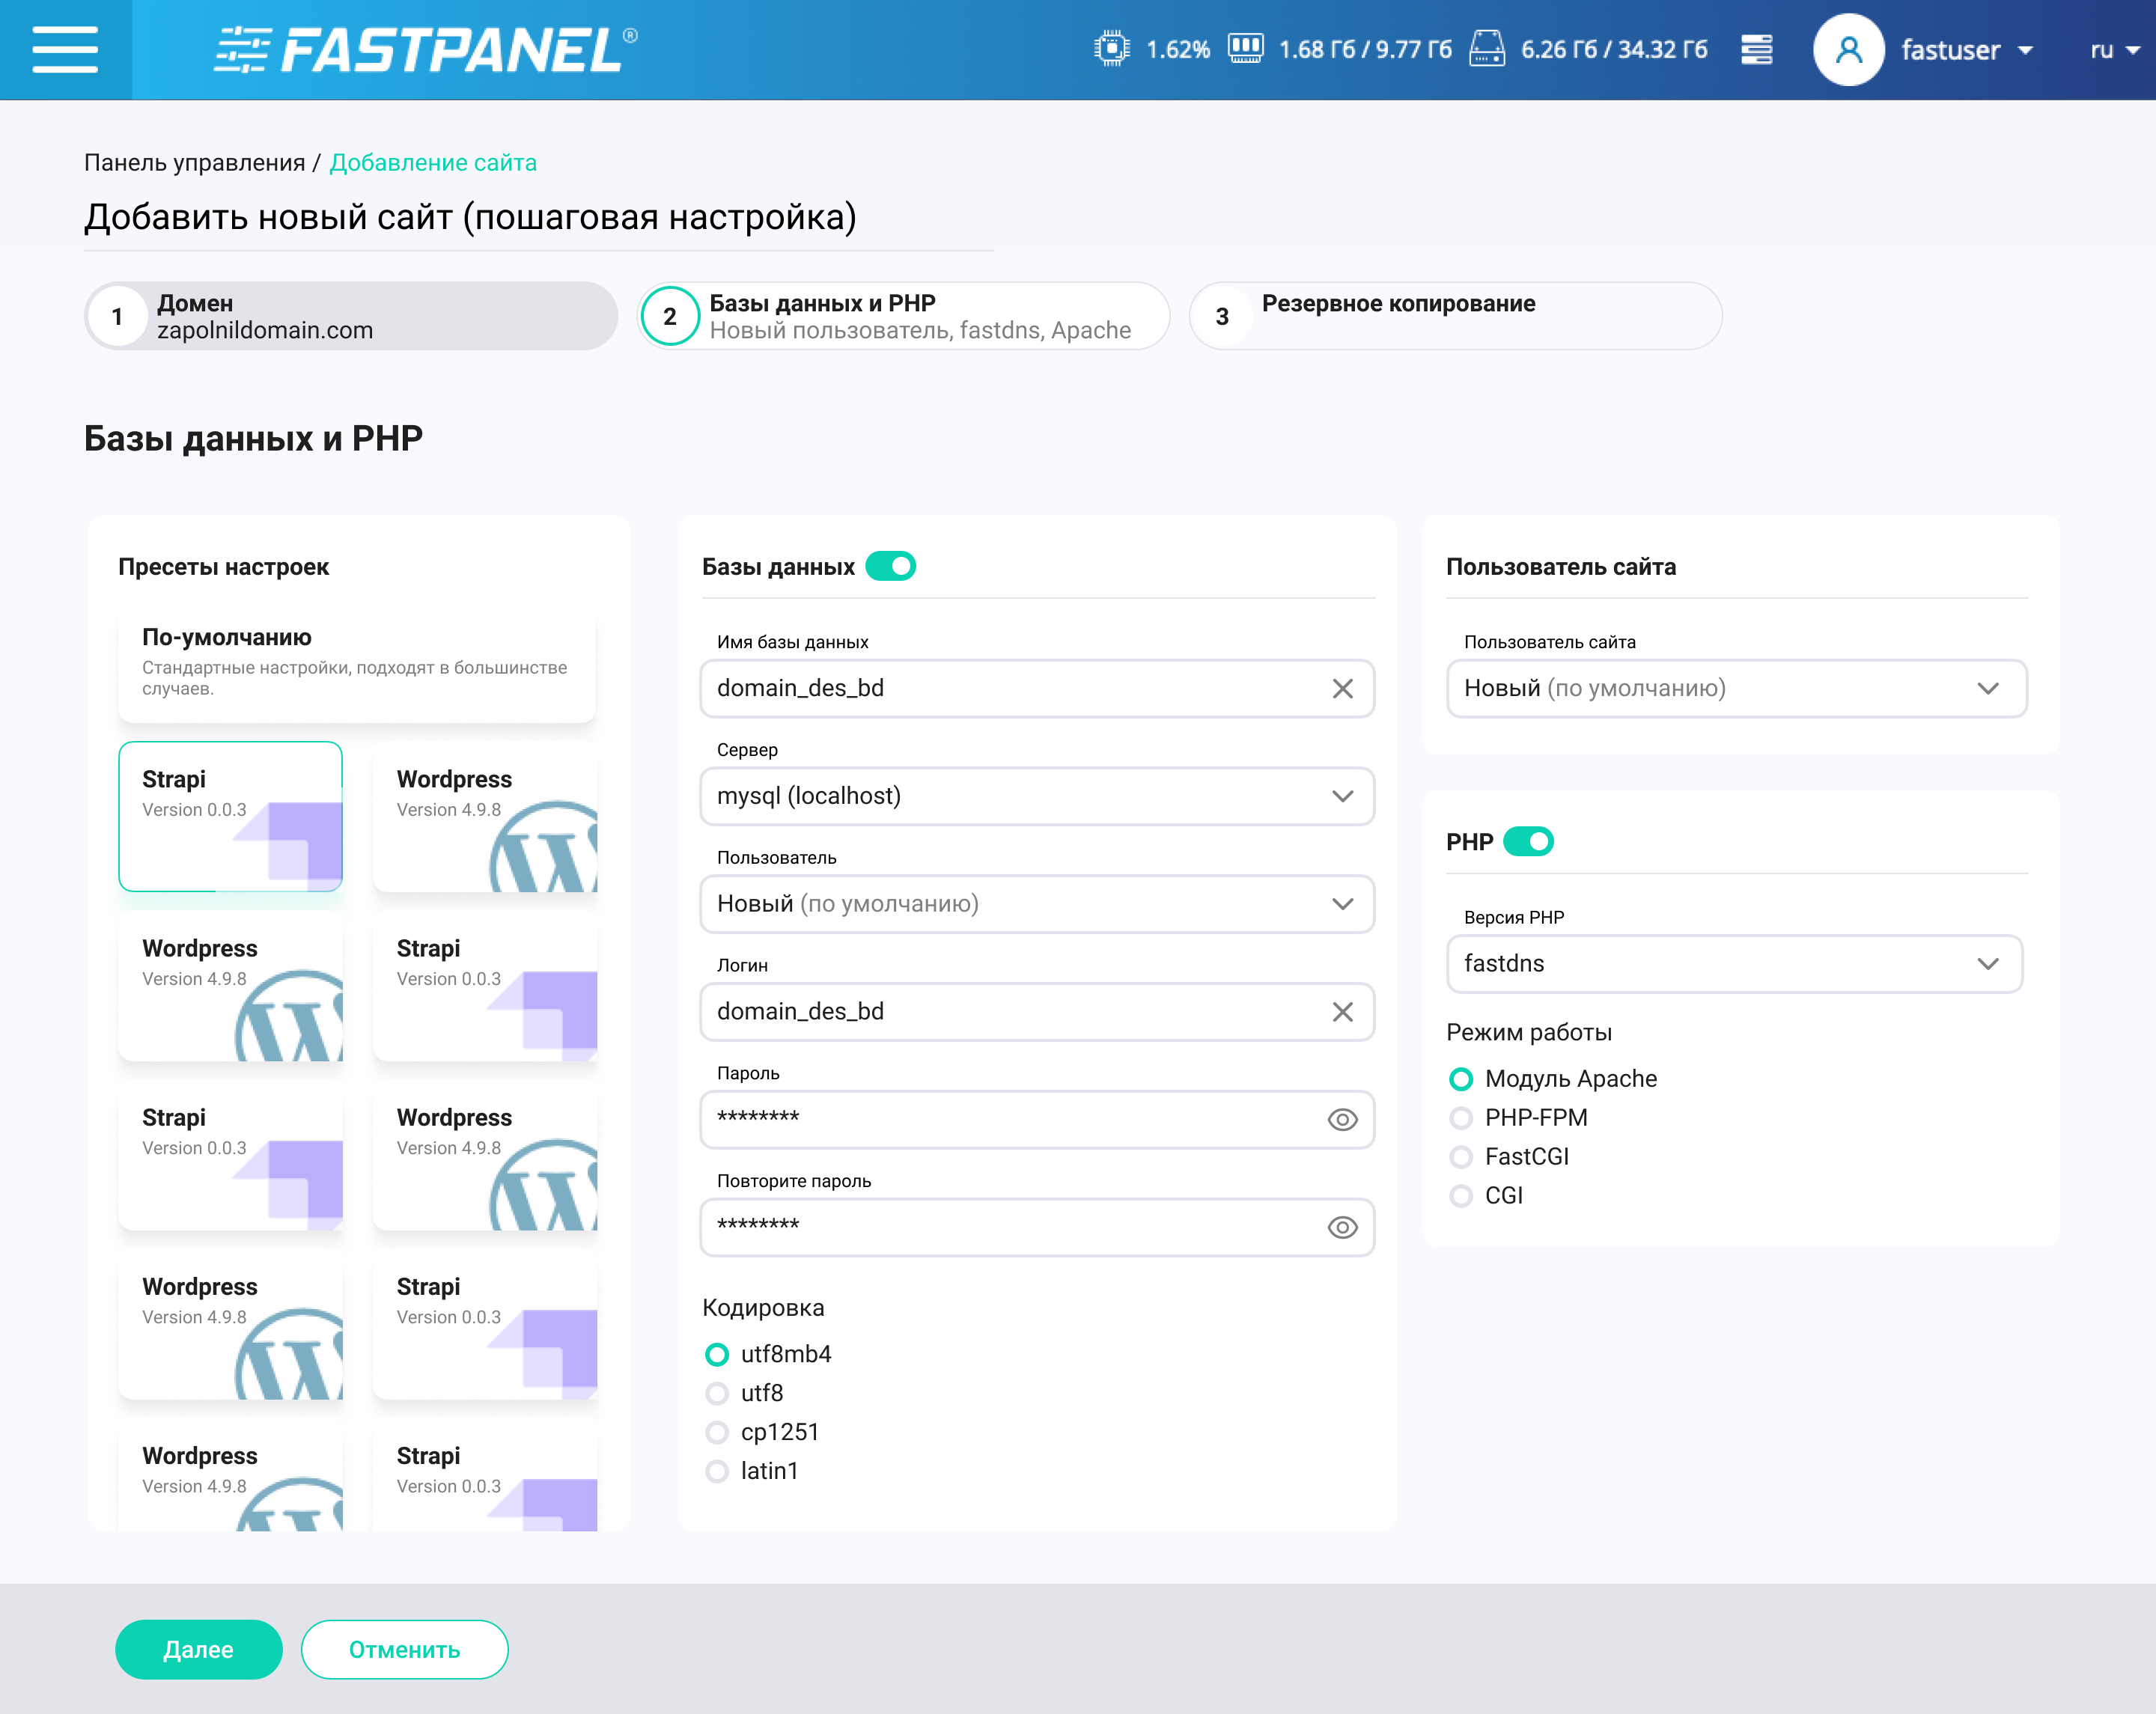 FASTPANEL®
1.62%
1.68 Гб / 9.77 Гб
6.26 Гб / 34.32 Гб
fastuser
ru
Панель управления / Добавление сайта
Добавить новый сайт (пошаговая настройка)
1
Домен
zapolnildomain.com
2
Базы данных и PHP
Новый пользователь, fastdns, Apache
3
Резервное копирование
Базы данных и PHP
Пресеты настроек
По-умолчанию
Стандартные настройки, подходят в большинстве
случаев.
Strapi
Version 0.0.3
Wordpress
Version 4.9.8
Wordpress
Version 4.9.8
Strapi
Version 0.0.3
Strapi
Version 0.0.3
Wordpress
Version 4.9.8
Wordpress
Version 4.9.8
Strapi
Version 0.0.3
Wordpress
Version 4.9.8
Strapi
Version 0.0.3
Базы данных
Имя базы данных
domain_des_bd
Сервер
mysql (localhost)
Пользователь
Новый (по умолчанию)
Логин
domain_des_bd
Пароль
********
Повторите пароль
********
Кодировка
utf8mb4
utf8
cp1251
latin1
Пользователь сайта
Пользователь сайта
Новый (по умолчанию)
PHP
Версия PHP
fastdns
Режим работы
Модуль Apache
PHP-FPM
FastCGI
CGI
Далее
Отменить